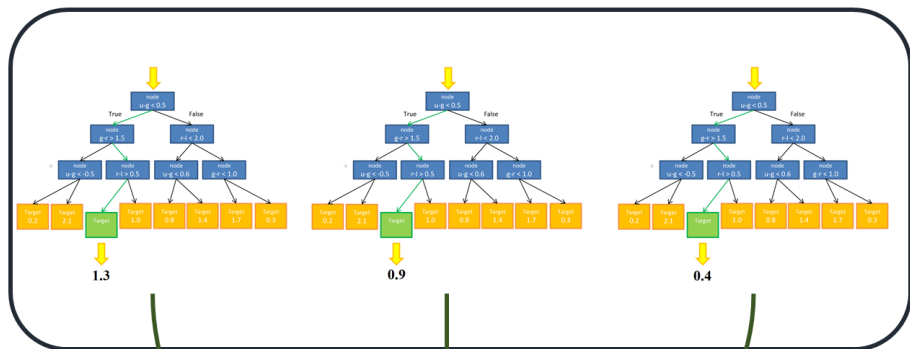 node
u-g < 0.5
True
False
node
g-r > 1.5
node
r-I < 2.0
node
u-g < -0.5
node
r-I > 0.5
node
u-g < 0.6
node
g-r < 1.0
Target
0.2
Target
2.1
Target
Target
1.0
Target
0.8
Target
1.4
Target
1.7
Target
0.3
1.3
node
u-g < 0.5
True
False
node
g-r > 1.5
node
r-I < 2.0
node
u-g < -0.5
node
r-I > 0.5
node
u-g < 0.6
node
g-r < 1.0
Target
0.2
Target
2.1
Target
Target
1.0
Target
0.8
Target
1.4
Target
1.7
Target
0.3
0.9
node
u-g < 0.5
True
False
node
g-r > 1.5
node
r-I < 2.0
node
u-g < -0.5
node
r-I > 0.5
node
u-g < 0.6
node
g-r < 1.0
Target
0.2
Target
2.1
Target
Target
1.0
Target
0.8
Target
1.4
Target
1.7
Target
0.3
0.4